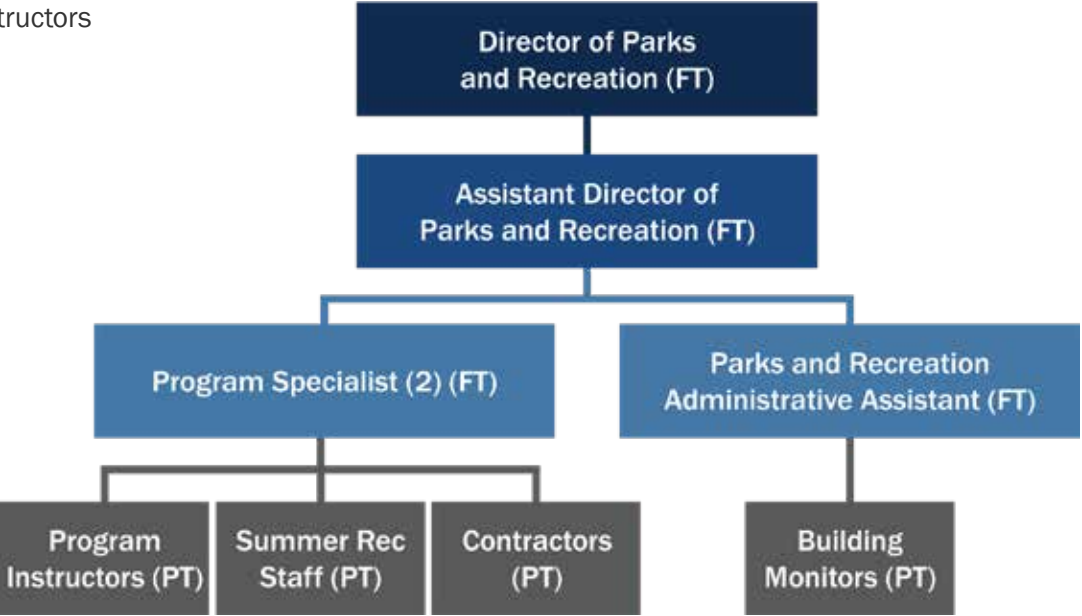 Director of Parks
and Recreation (FT)
Assistant Director of
Parks and Recreation (FT)
Program Specialist (2) (FT)
Parks and Recreation
Administrative Assistant (FT)
Program
Instructors (PT)
Summer Rec
Staff (PT)
Contractors
(PT)
Building
Monitors (PT)